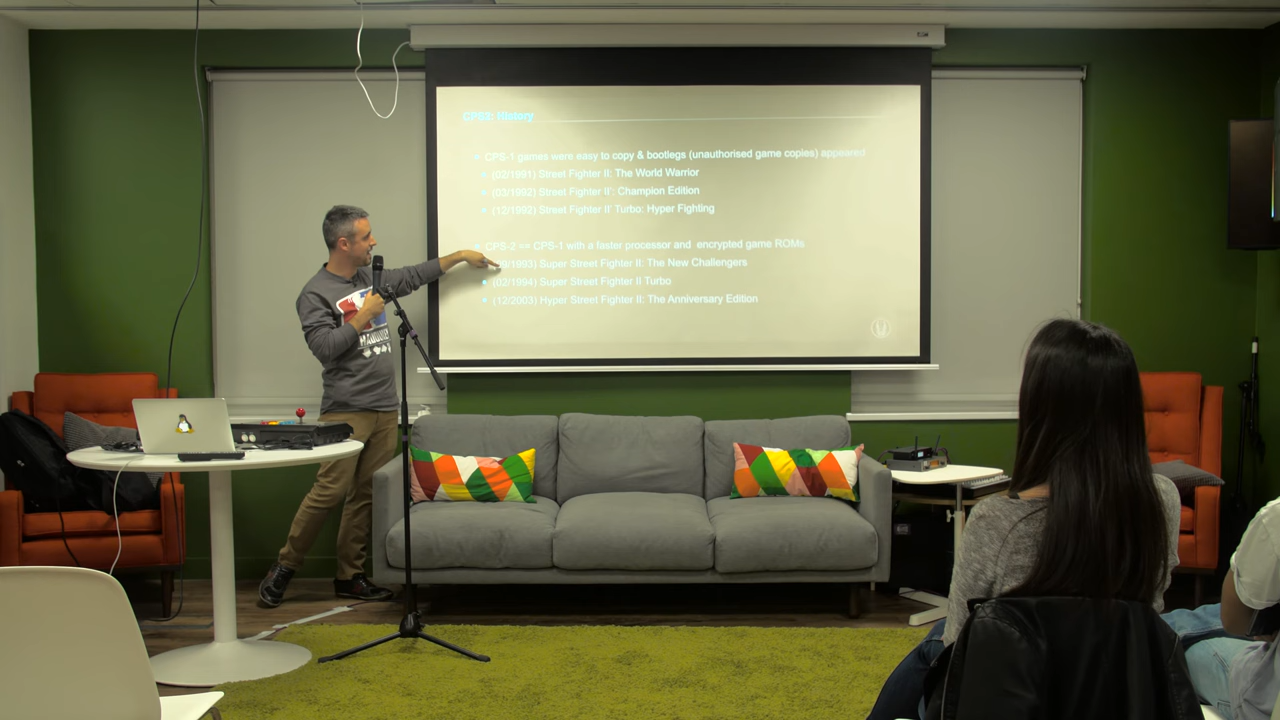 CPS2: History
CPS-1 games were easy to copy & bootlegs (unauthorised game copies) appeared
(02/1991) Street Fighter II: The World Warrior
(03/1992) Street Fighter II': Champion Edition
(12/1992) Street Fighter II' Turbo: Hyper Fighting
CPS-2 == CPS-1 with a faster processor and encrypted game ROMs
/1993) Super Street Fighter II: The New Challengers
(02/1994) Super Street Fighter II Turbo
(12/2003) Hyper Street Fighter II: The Anniversary Edition